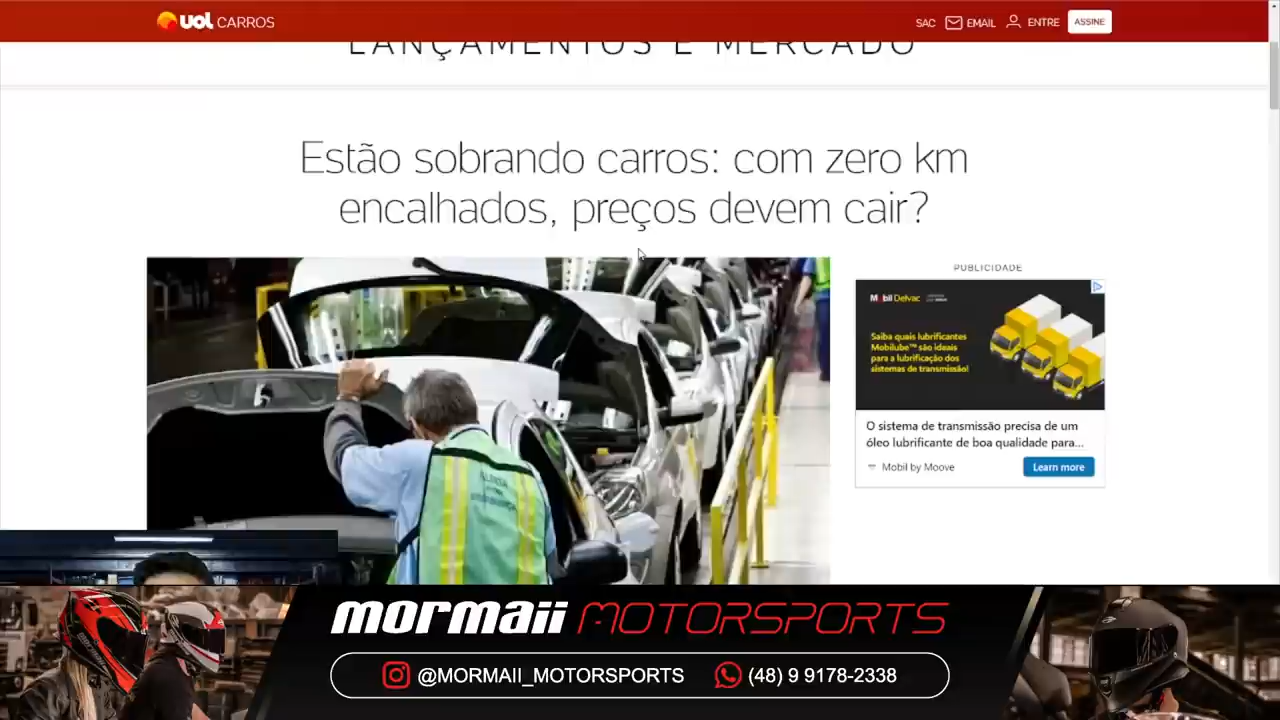 UOL CARROS
SAC EMAIL ENTRE ASSINE
LANÇAMENTOS E MERCADO
Estão sobrando carros: com zero km
encalhados, preços devem cair?
PUBLICIDADE
Mobil Delvac
Saiba quais lubrificantes
Mobilube™ são ideais
para a lubrificação dos
sistemas de transmissão!
O sistema de transmissão precisa de um
óleo lubrificante de boa qualidade para...
Mobil by Moove
Learn more
mormaii MOTORSPORTS
@MORMAII_MOTORSPORTS (48) 9 9178-2338